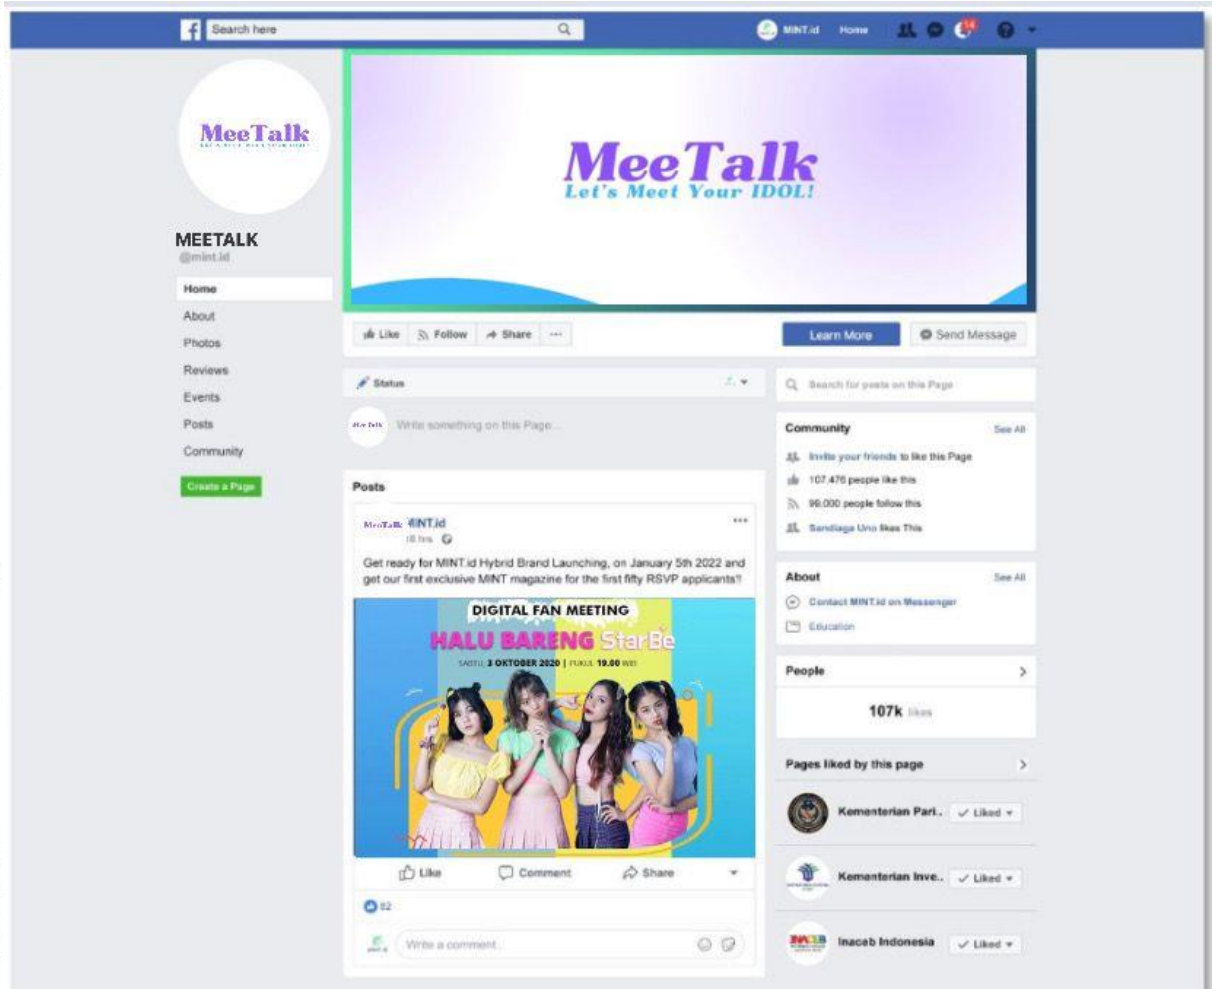 Search here
MINT.id Home
MeeTalk
MeeTalk
Let's Meet Your IDOL!
MEETALK
@mint.id
Home
About
Photos
Reviews
Events
Posts
Community
Create a Page
Like Follow Share ...
Learn More
Send Message
Status
Write something on this Page...
Posts
MeeTalk MINT.id
hrs
Get ready for MINT.id Hybrid Brand Launching, on January 5th 2022 and
get our first exclusive MINT magazine for the first fifty RSVP applicants!!
DIGITAL FAN MEETING
HALU BARENG StarBe
SABTU, 3 OKTOBER 2020 | PUKUL 19.00 WIB
Like Comment Share
82
Write a comment..
Search for posts on this Page
Community See All
Invite your friends to like this Page
107,476 people like this
99,000 people follow this
Sandiaga Uno likes This
About See All
Contact MINT.id on Messenger
Education
People
107k likes
Pages liked by this page
Kementerian Pari.. Liked
Kementerian Inve.. Liked
Inaceb Indonesia Liked